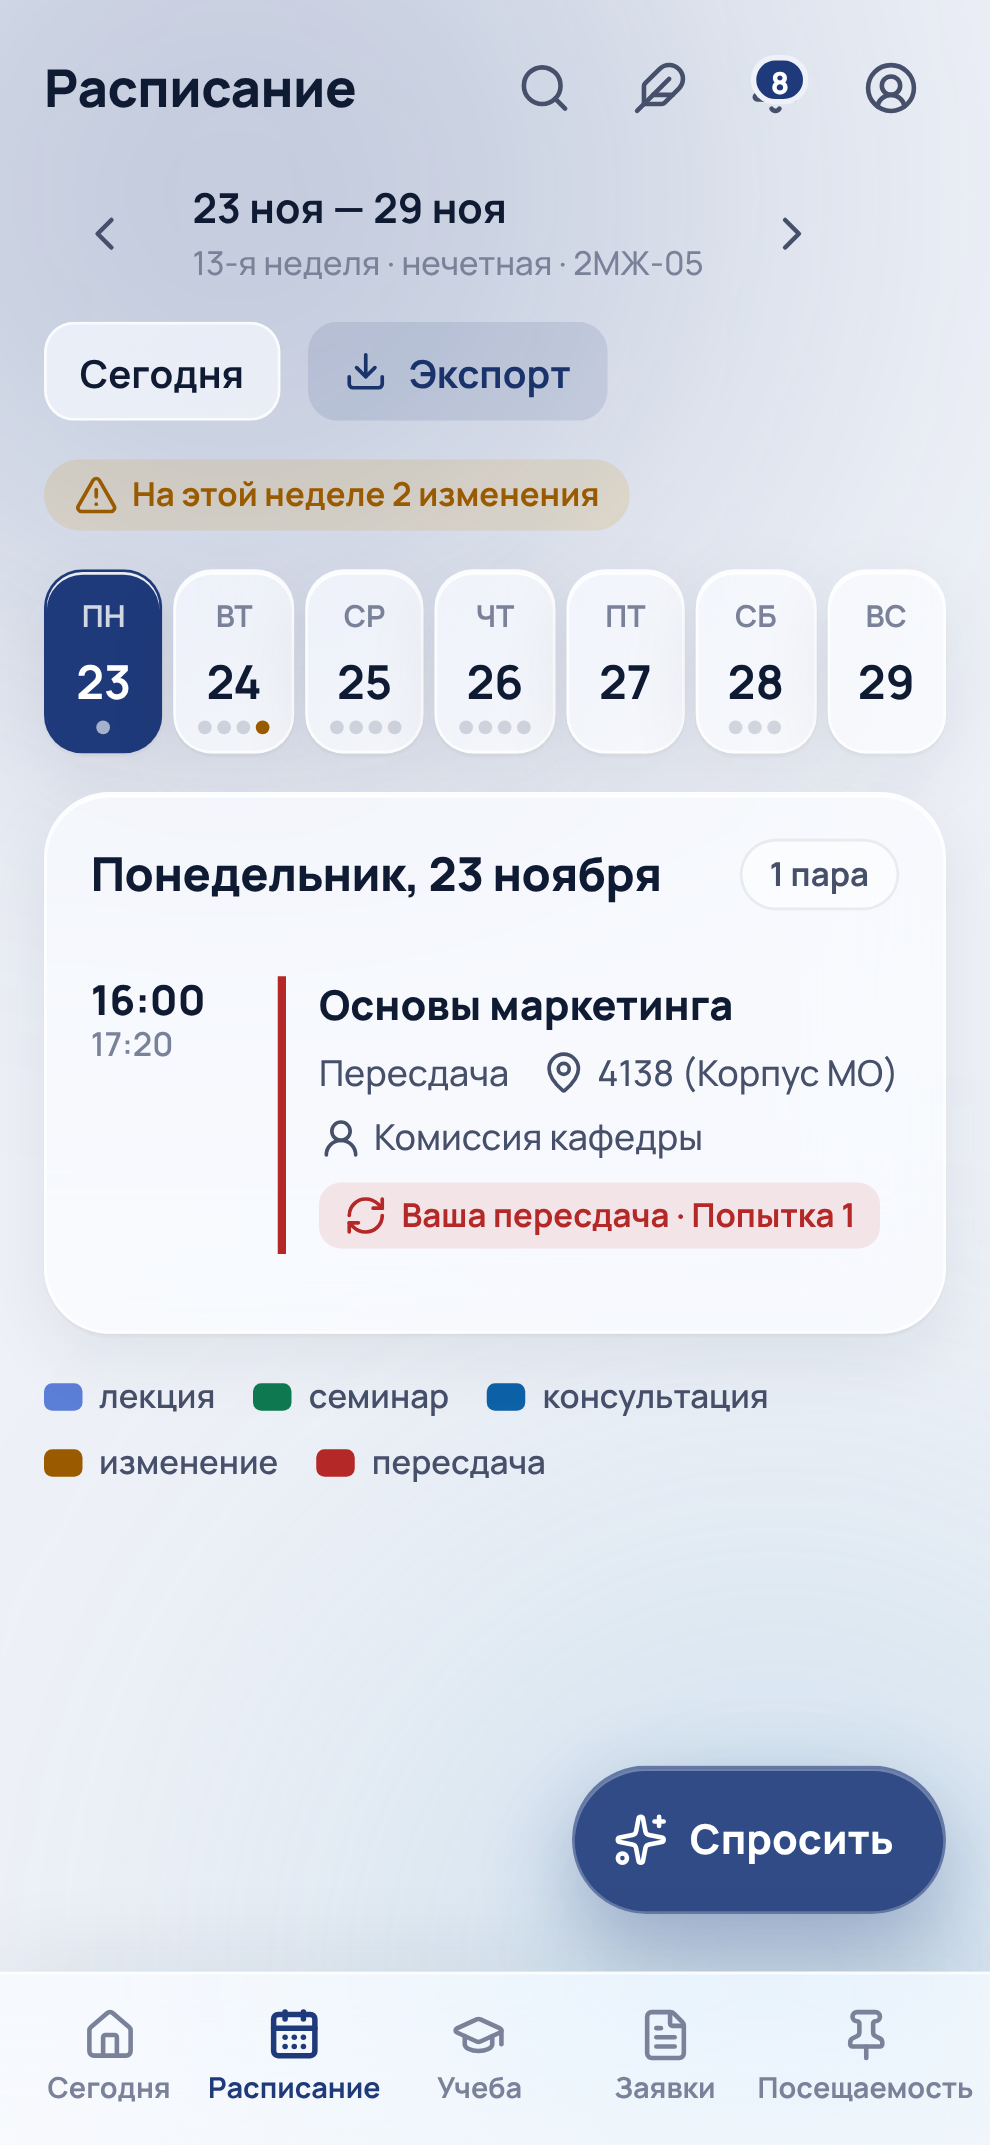 Расписание
8
23 ноя — 29 ноя
13-я неделя · нечетная · 2МЖ-05
Сегодня
Экспорт
На этой неделе 2 изменения
ПН ВТ СР ЧТ ПТ СБ ВС
23 24 25 26 27 28 29
Понедельник, 23 ноября
1 пара
16:00
17:20
Основы маркетинга
Пересдача 4138 (Корпус МО)
Комиссия кафедры
Ваша пересдача · Попытка 1
лекция семинар консультация
изменение пересдача
Спросить
Сегодня Расписание Учеба Заявки Посещаемость